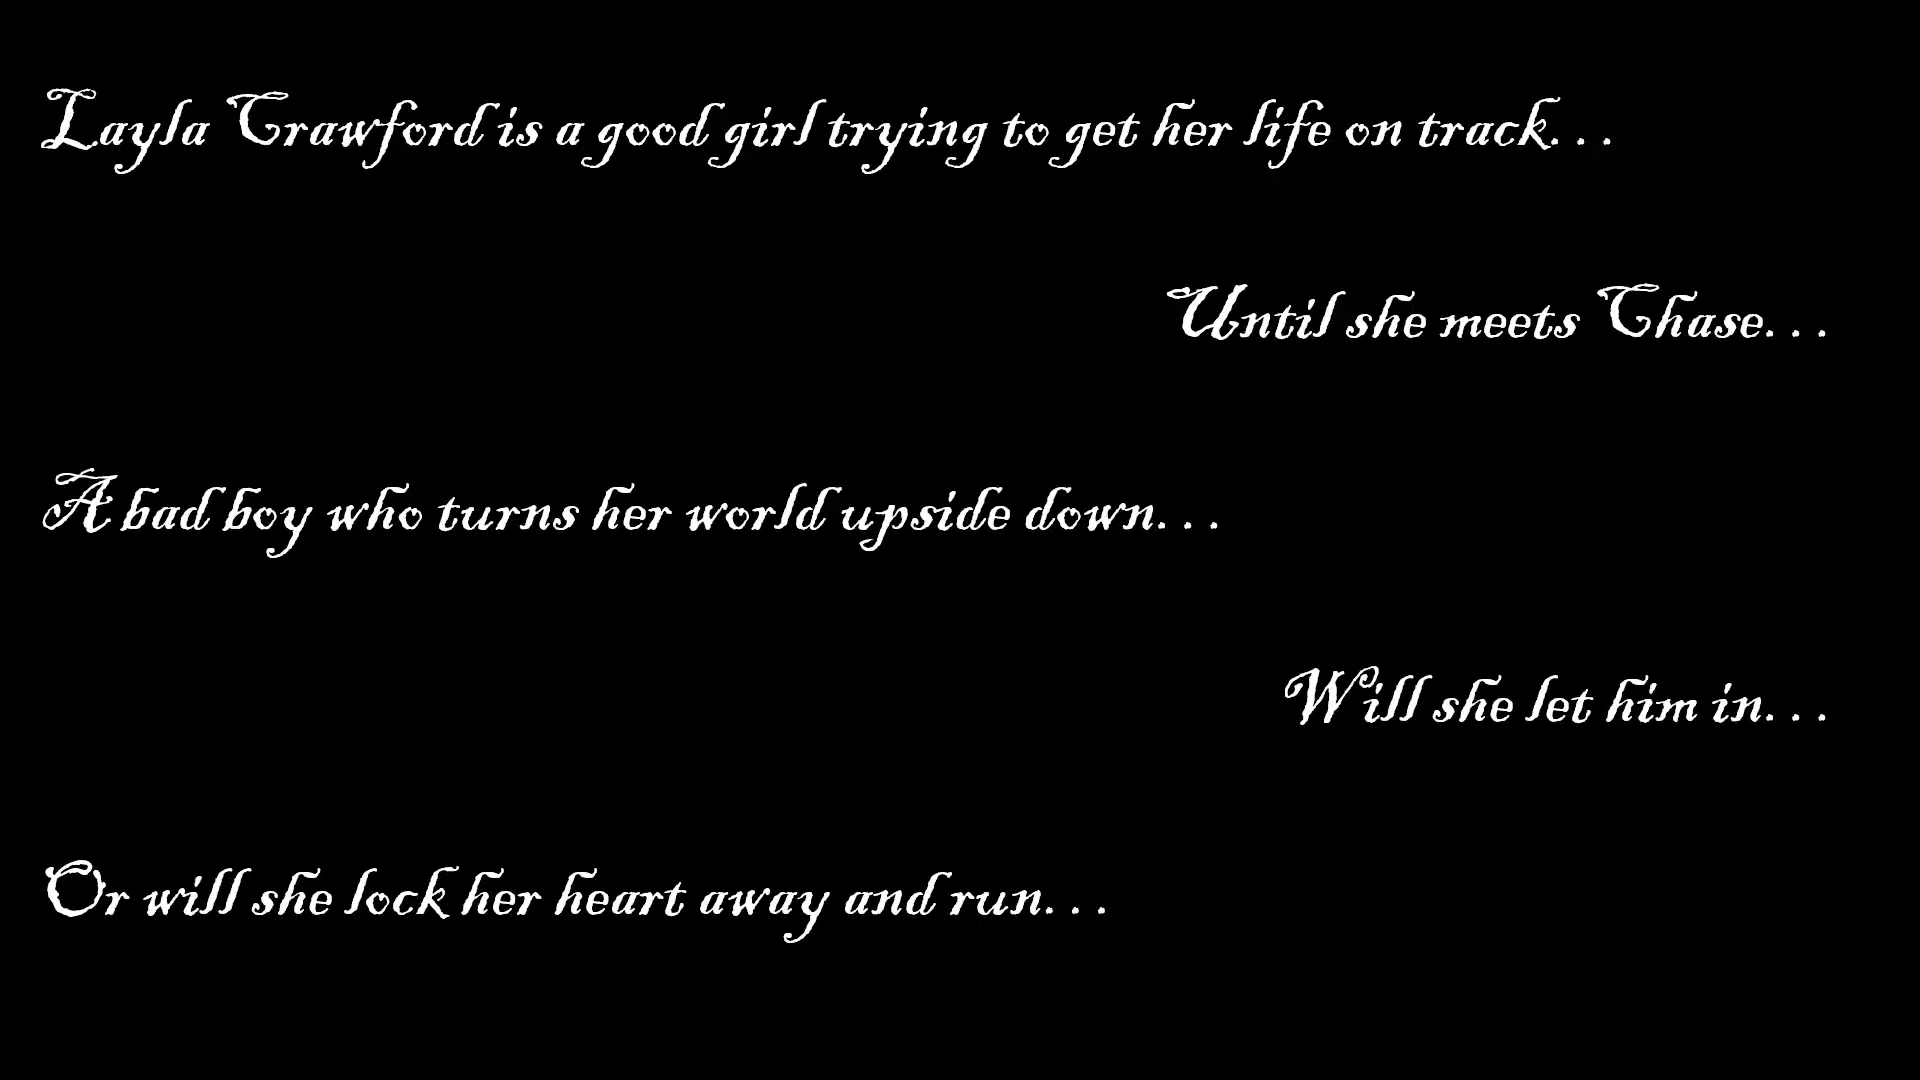 Layla Crawford is a good girl trying to get her life on track...
Until she meets Chase...
A bad boy who turns her world upside down...
Will she let him in...
Or will she lock her heart away and run...